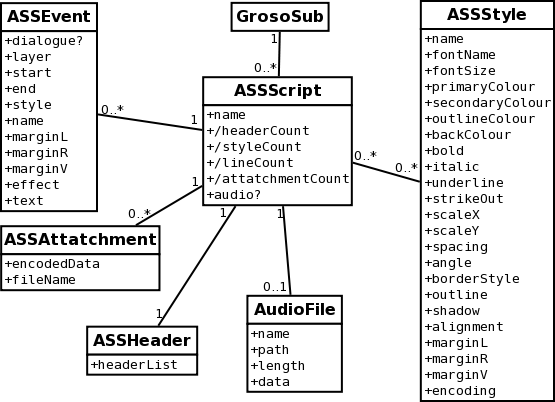 ASSEvent
+dialogue?
+layer
+start
+end
+style
+name
+marginL
+marginR
+marginV
+effect
+text
GrosoSub
1
0..*
ASSScript
+name
+/headerCount
+/styleCount
+/lineCount
+/attatchmentCount
+audio?
0..*
1
0..*
0..*
ASSStyle
+name
+fontName
+fontSize
+primaryColour
+secondaryColour
+outlineColour
+backColour
+bold
+italic
+underline
+strikeOut
+scaleX
+scaleY
+spacing
+angle
+borderStyle
+outline
+shadow
+alignment
+marginL
+marginR
+marginV
+encoding
1
0..*
ASSAttatchment
+encodedData
+fileName
1
1
ASSHeader
+headerList
1
0..1
AudioFile
+name
+path
+length
+data